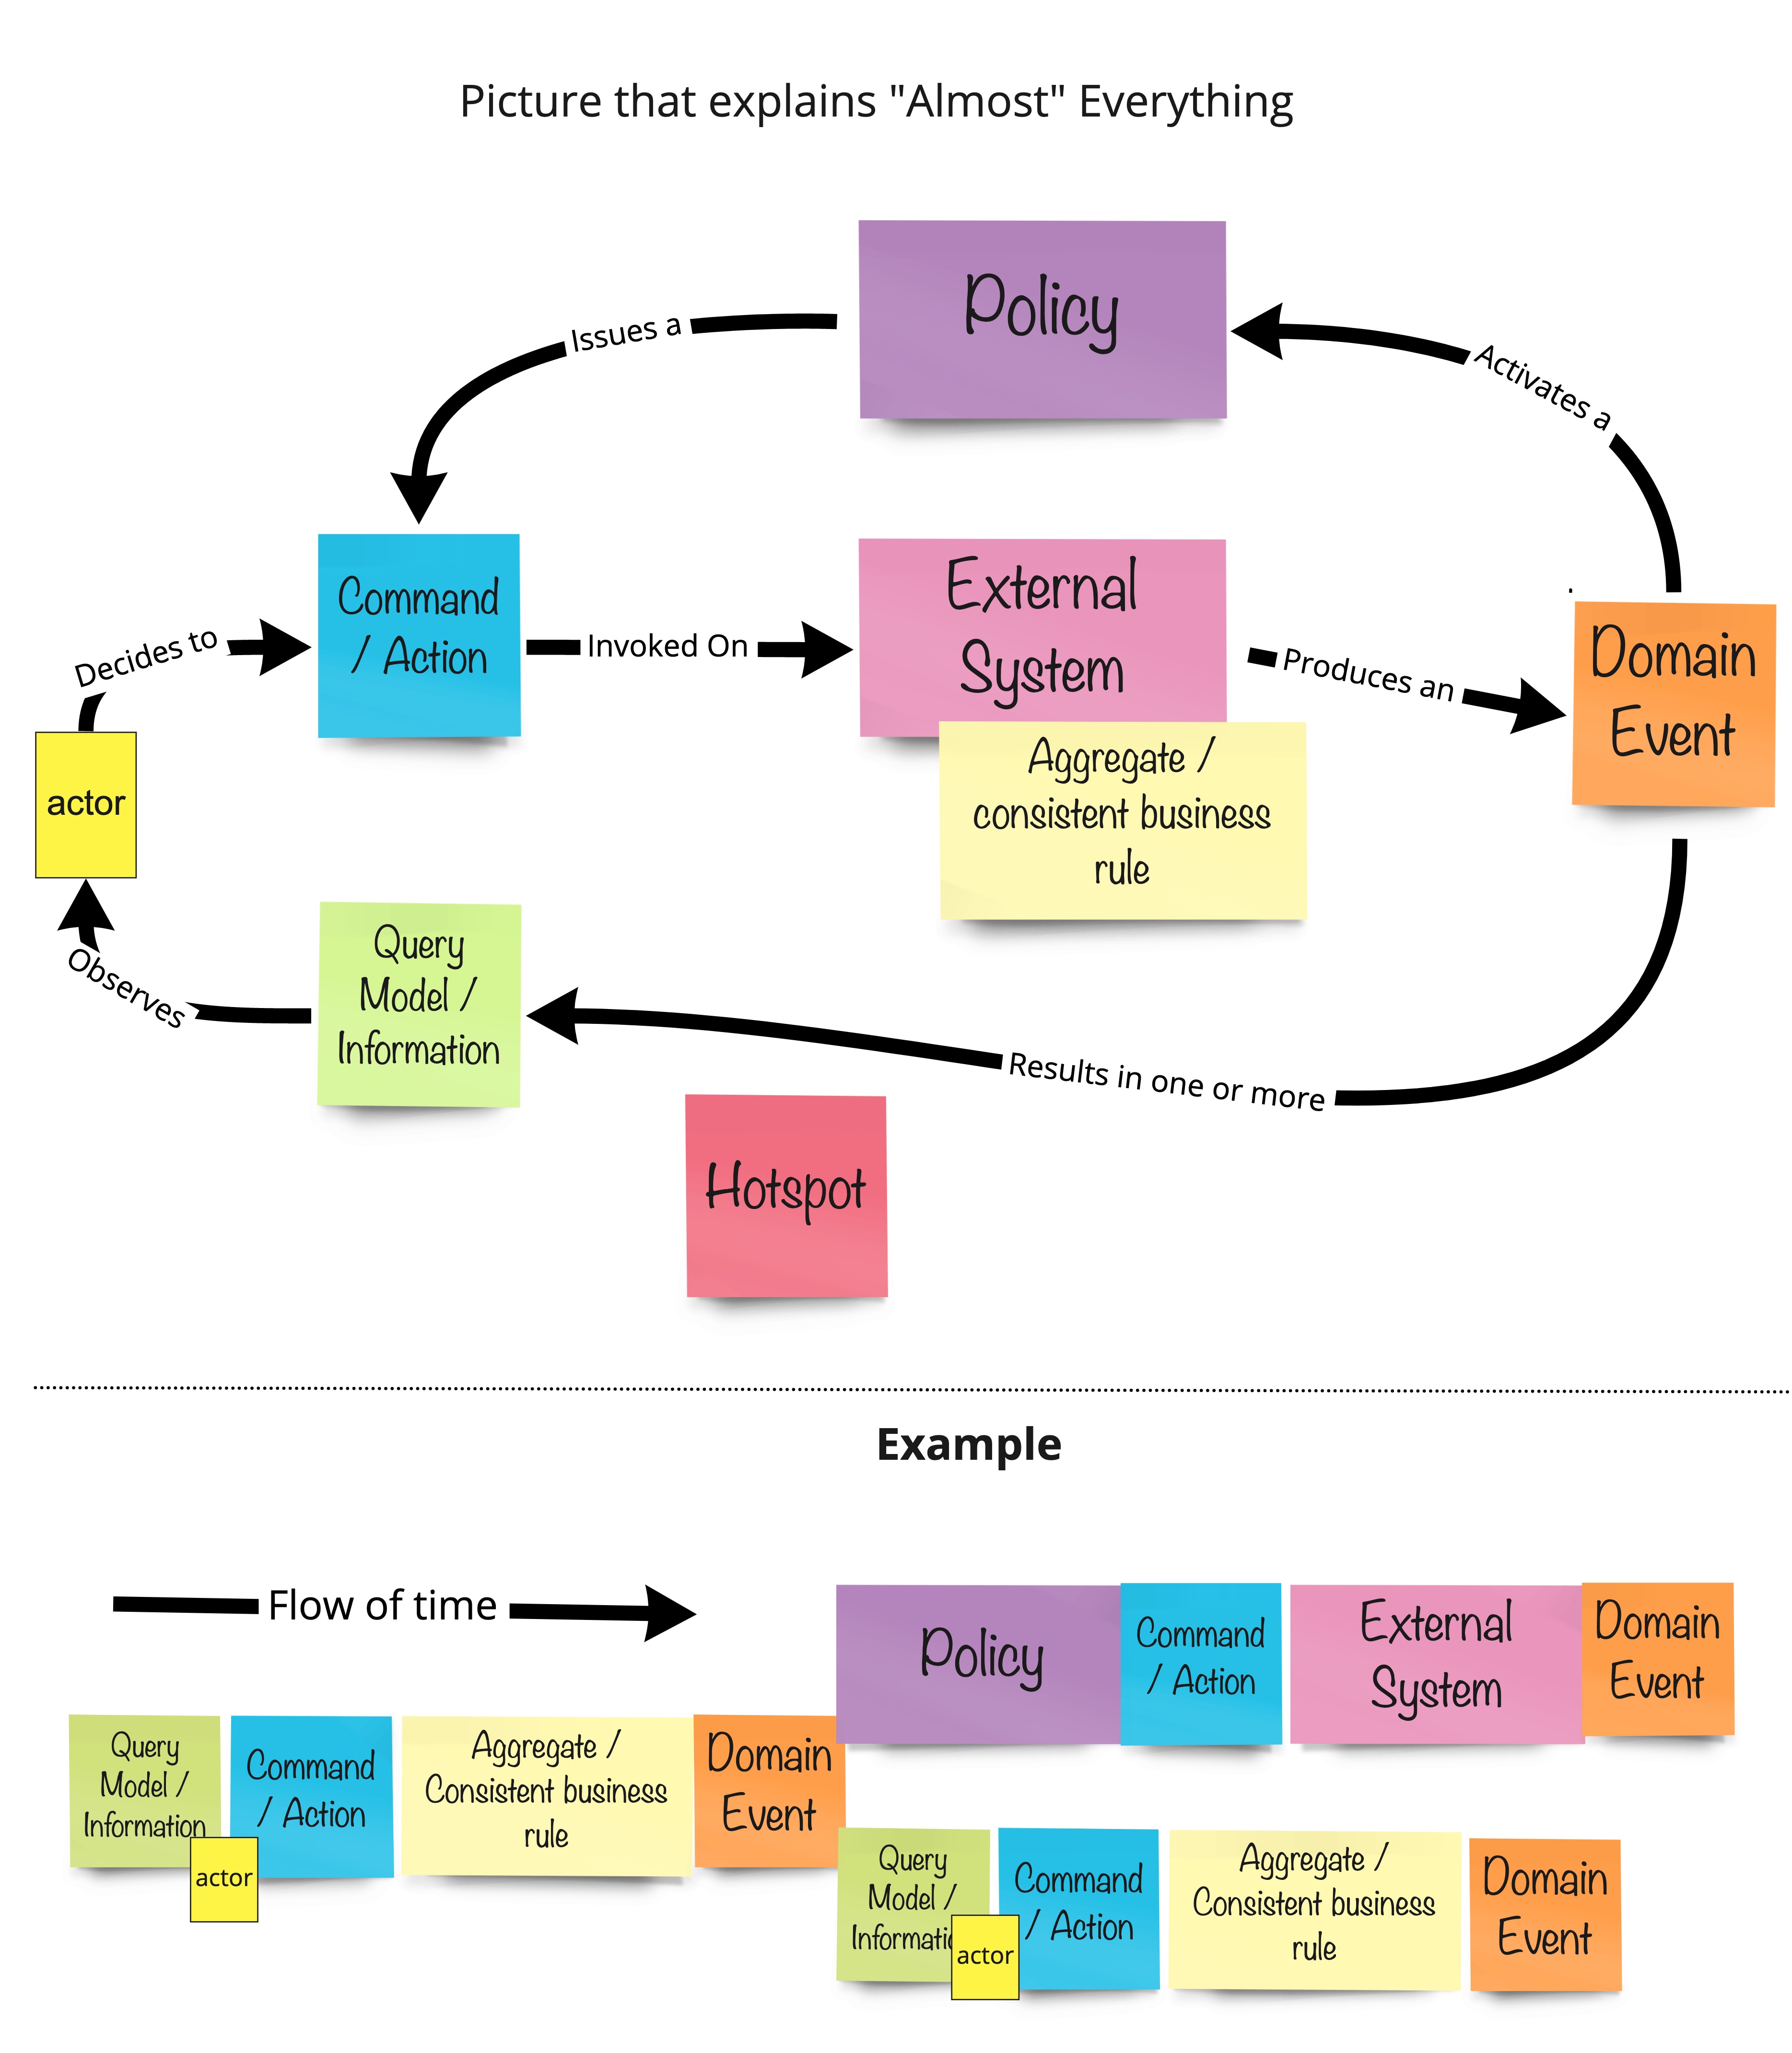 Picture that explains "Almost" Everything
Policy
Issues a
Activates a
Command
/ Action
Invoked On
External
System
Produces an
Domain
Event
Decides to
actor
Aggregate /
consistent business
rule
Observes
Query
Model /
Information
Results in one or more
Hotspot
Example
Flow of time
Policy
Command
/ Action
External
System
Domain
Event
Query
Model /
Information
actor
Command
/ Action
Aggregate /
Consistent business
rule
Domain
Event
Query
Model /
Informatio
actor
Command
/ Action
Aggregate /
Consistent business
rule
Domain
Event